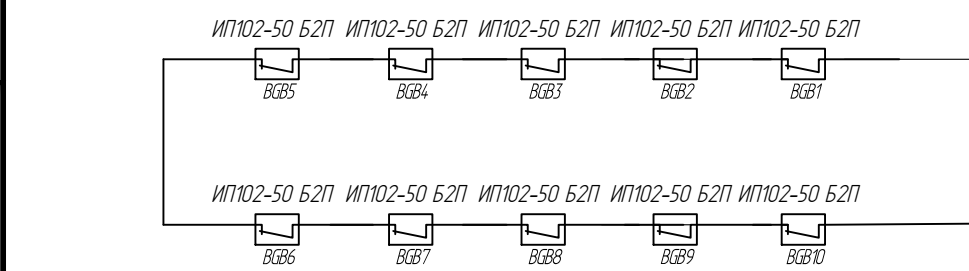 ИП102-50 Б2П ИП102-50 Б2П ИП102-50 Б2П ИП102-50 Б2П ИП102-50 Б2П
BGB5 BGB4 BGB3 BGB2 BGB1
ИП102-50 Б2П ИП102-50 Б2П ИП102-50 Б2П ИП102-50 Б2П ИП102-50 Б2П
BGB6 BGB7 BGB8 BGB9 BGB10